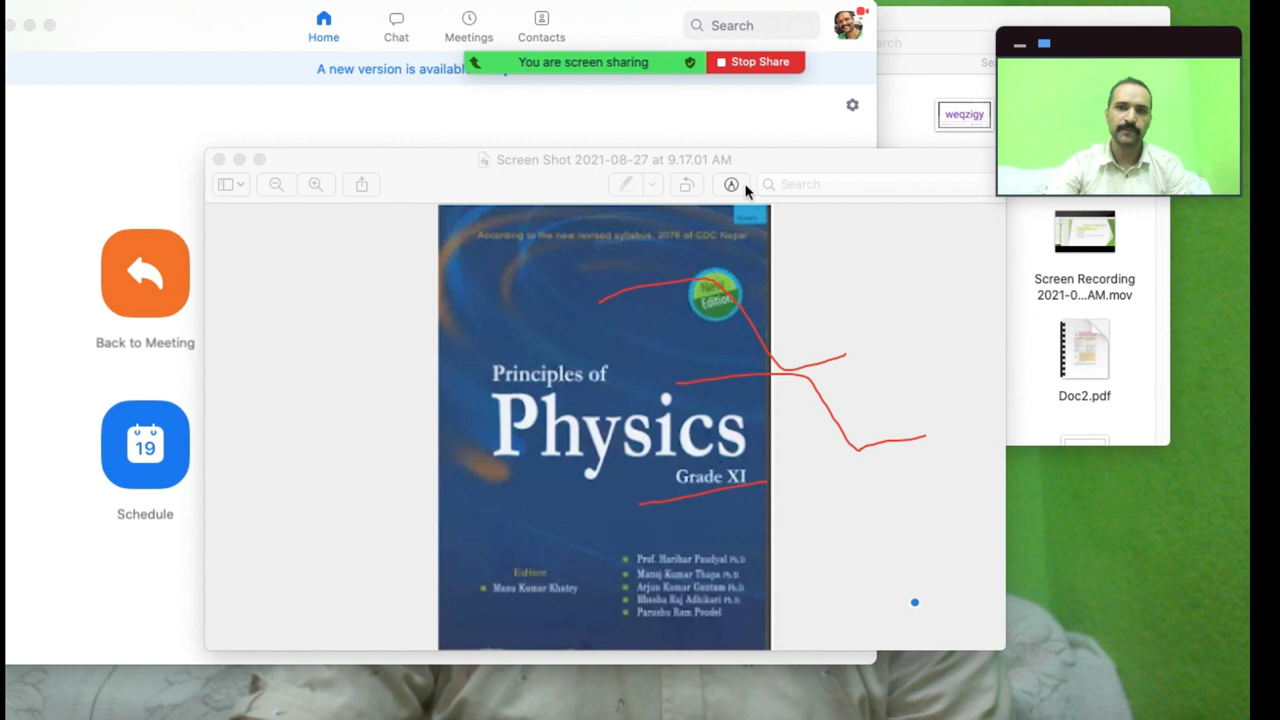 Home
Chat
Meetings
Contacts
Search
A new version is available
You are screen sharing
Stop Share
arch
weqzigy
Screen Shot 2021-08-27 at 9.17.01 AM
Search
According to the new revised syllabus, 2076 of CDC Nepal
New
Edition
Principles of
Physics
Grade XI
Editor
Manu Kumar Khatry
Prof. Harihar Paudyal Ph.D.
Manoj Kumar Thapa Ph.D.
Arjun Kumar Gautam Ph.D.
Bhesha Raj Adhikari Ph.D.
Parashu Ram Poudel
Back to Meeting
19
Schedule
Screen Recording
2021-0...AM.mov
Doc2.pdf